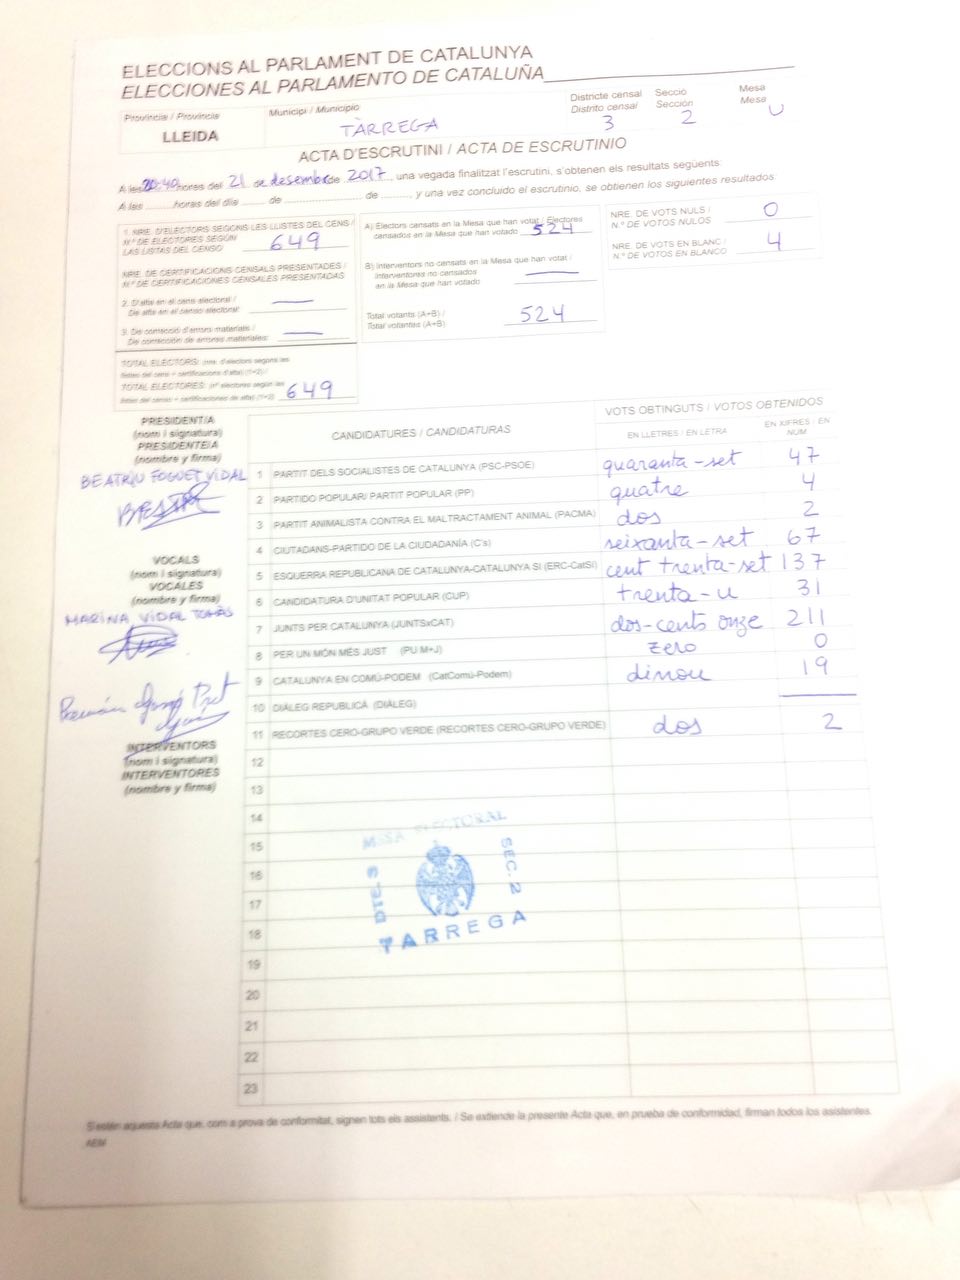 ELECCIONS AL PARLAMENT DE CATALUNYA
ELECCIONES AL PARLAMENTO DE CATALUÑA
Província / Provincia
LLEIDA
Municipi / Municipio
TÀRREGA
Districte censal
Distrito censal
3
Secció
Sección
2
Mesa
Mesa
U
ACTA D'ESCRUTINI / ACTA DE ESCRUTINIO
A les 20:40 hores del 21 de desembre de 2017, una vegada finalitzat l'escrutini, s'obtenen els resultats següents:
A las ......... horas del día ....... de ........................... de ........, y una vez concluido el escrutinio, se obtienen los siguientes resultados:
1. NRE. D'ELECTORS SEGONS LES LLISTES DEL CENS /
N.º DE ELECTORES SEGÚN
LAS LISTAS DEL CENSO
649
NRE. DE CERTIFICACIONS CENSALS PRESENTADES /
N.º DE CERTIFICACIONES CENSALES PRESENTADAS
2. D'alta en el cens electoral /
De alta en el censo electoral:
—
3. De correcció d'errors materials /
De corrección de errores materiales:
—
TOTAL ELECTORS: (nre. d'electors segons les
llistes del cens + certificacions d'alta) (1+2) /
TOTAL ELECTORES: (nº electores según las
listas del censo + certificaciones de alta) (1+2)
649
A) Electors censats en la Mesa que han votat / Electores
censados en la Mesa que han votado
524
B) Interventors no censats en la Mesa que han votat /
Interventores no censados
en la Mesa que han votado
—
Total votants (A+B) /
Total votantes (A+B)
524
NRE. DE VOTS NULS /
N.º DE VOTOS NULOS
0
NRE. DE VOTS EN BLANC /
N.º DE VOTOS EN BLANCO
4
PRESIDENT/A
(nom i signatura)
PRESIDENTE/A
(nombre y firma)
BEATRIU FOGUET VIDAL
VOCALS
(nom i signatura)
VOCALES
(nombre y firma)
MARINA VIDAL TOMÀS
INTERVENTORS
(nom i signatura)
INTERVENTORES
(nombre y firma)
CANDIDATURES / CANDIDATURAS
VOTS OBTINGUTS / VOTOS OBTENIDOS
EN LLETRES / EN LETRA
EN XIFRES / EN NÚM
1 PARTIT DELS SOCIALISTES DE CATALUNYA (PSC-PSOE) quaranta-set 47
2 PARTIDO POPULAR/ PARTIT POPULAR (PP) quatre 4
3 PARTIT ANIMALISTA CONTRA EL MALTRACTAMENT ANIMAL (PACMA) dos 2
4 CIUTADANS-PARTIDO DE LA CIUDADANÍA (C's) seixanta-set 67
5 ESQUERRA REPUBLICANA DE CATALUNYA-CATALUNYA SÍ (ERC-CatSí) cent trenta-set 137
6 CANDIDATURA D'UNITAT POPULAR (CUP) trenta-u 31
7 JUNTS PER CATALUNYA (JUNTSxCAT) dos-cents onze 211
8 PER UN MÓN MÉS JUST (PU M+J) zero 0
9 CATALUNYA EN COMÚ-PODEM (CatComú-Podem) dinou 19
10 DIÀLEG REPUBLICÀ (DIÀLEG) —
11 RECORTES CERO-GRUPO VERDE (RECORTES CERO-GRUPO VERDE) dos 2
12
13
14
15
16
17
18
19
20
21
22
23
MESA ELECTORAL
DTE. 3
SEC. 2
TARREGA
S'estén aquesta Acta que, com a prova de conformitat, signen tots els assistents. / Se extiende la presente Acta que, en prueba de conformidad, firman todos los asistentes.